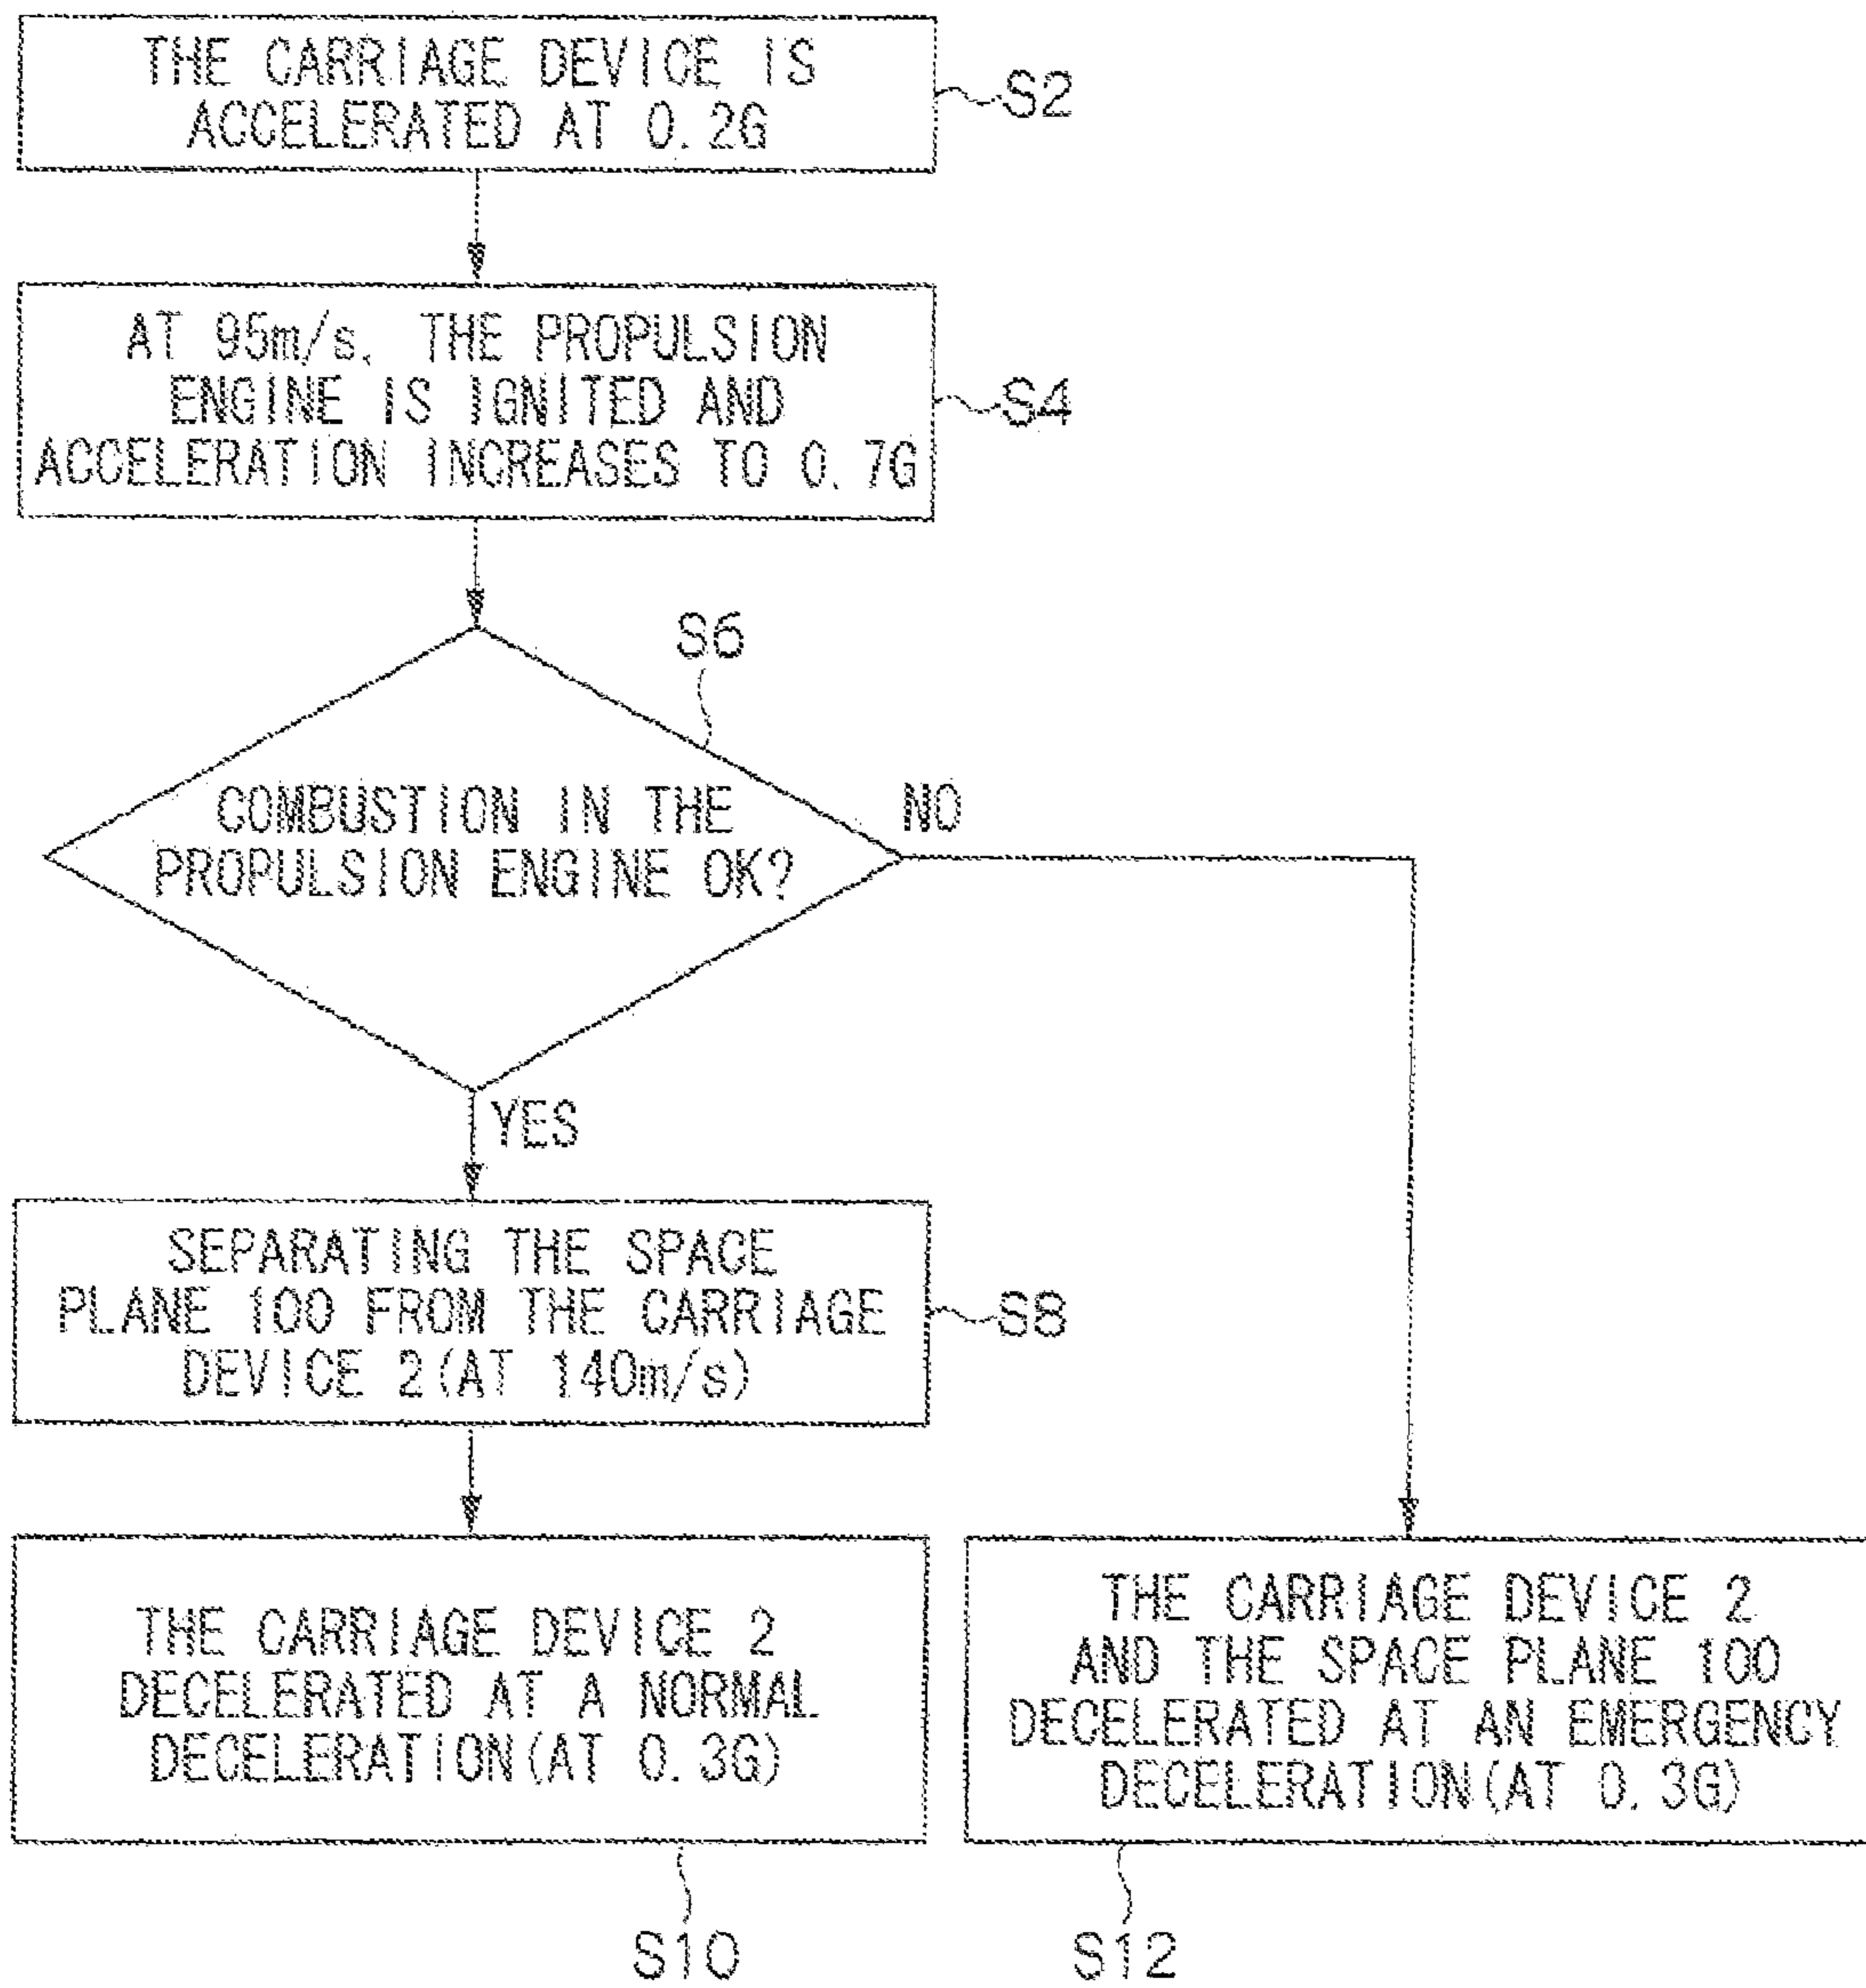 THE CARRIAGE DEVICE IS
ACCELERATED AT 0.2G
S2
AT 95m/s, THE PROPULSION
ENGINE IS IGNITED AND
ACCELERATION INCREASES TO 0.7G
S4
S6
COMBUSTION IN THE
PROPULSION ENGINE OK?
NO
YES
SEPARATING THE SPACE
PLANE 100 FROM THE CARRIAGE
DEVICE 2(AT 140m/s)
S8
THE CARRIAGE DEVICE 2
DECELERATED AT A NORMAL
DECELERATION(AT 0.3G)
S10
THE CARRIAGE DEVICE 2
AND THE SPACE PLANE 100
DECELERATED AT AN EMERGENCY
DECELERATION(AT 0.3G)
S12